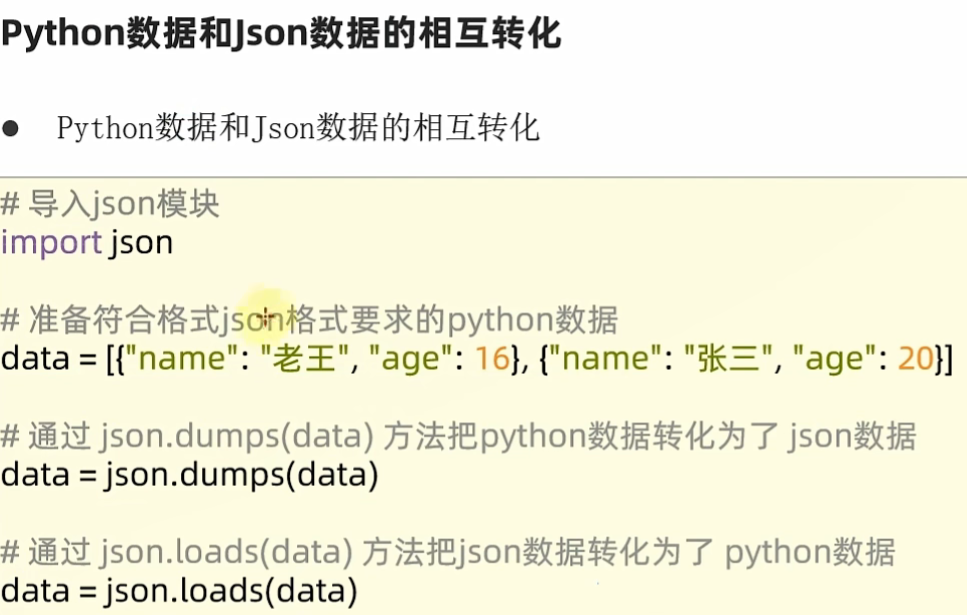 Python数据和Json数据的相互转化
● Python数据和Json数据的相互转化
# 导入json模块
import json
# 准备符合格式json格式要求的python数据
data = [{"name": "老王", "age": 16}, {"name": "张三", "age": 20}]
# 通过 json.dumps(data) 方法把python数据转化为了 json数据
data = json.dumps(data)
# 通过 json.loads(data) 方法把json数据转化为了 python数据
data = json.loads(data)